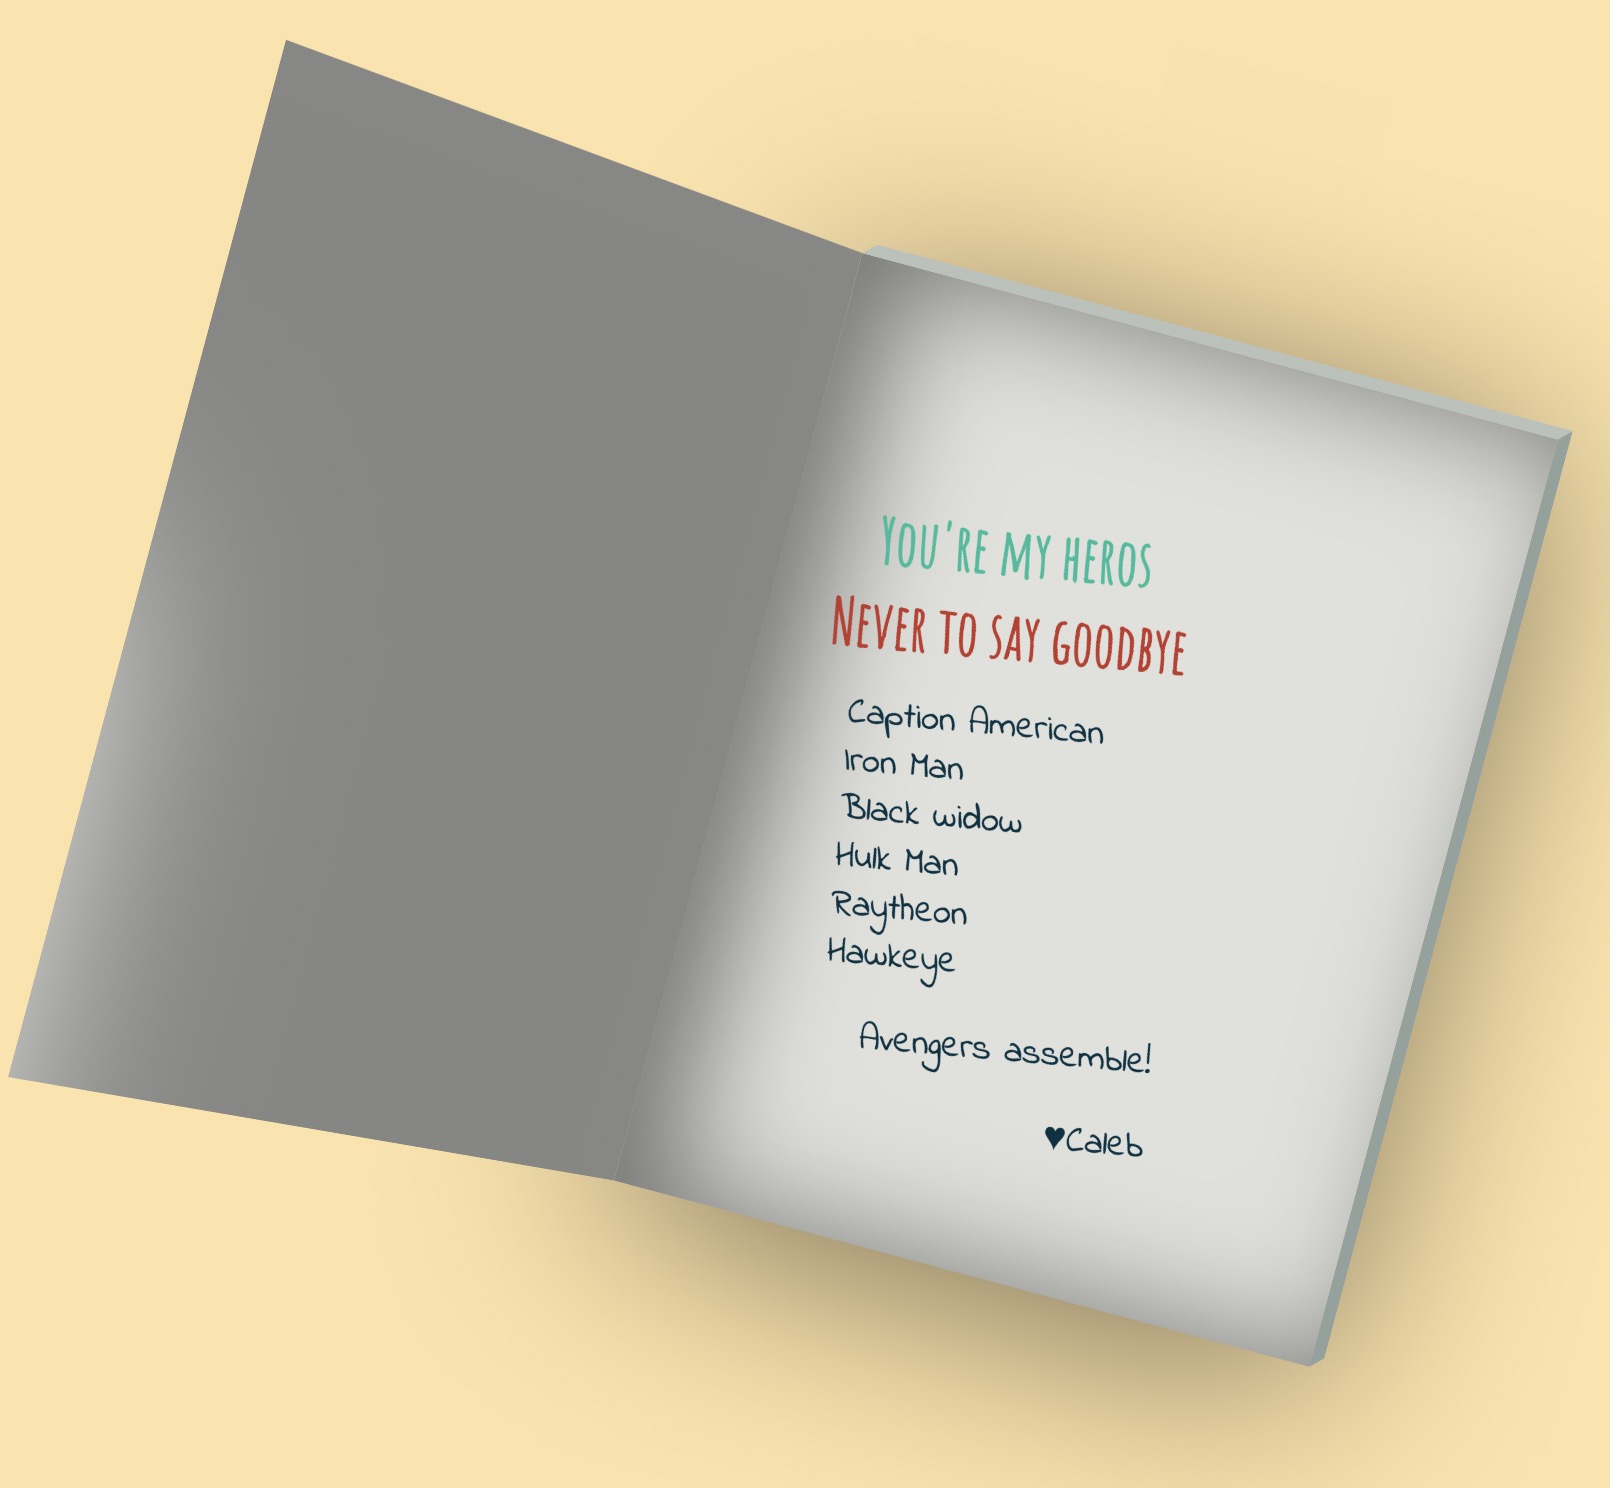 You're my heros
Never to say goodbye
Caption American
Iron Man
Black widow
Hulk Man
Raytheon
Hawkeye
Avengers assemble!
♥Caleb